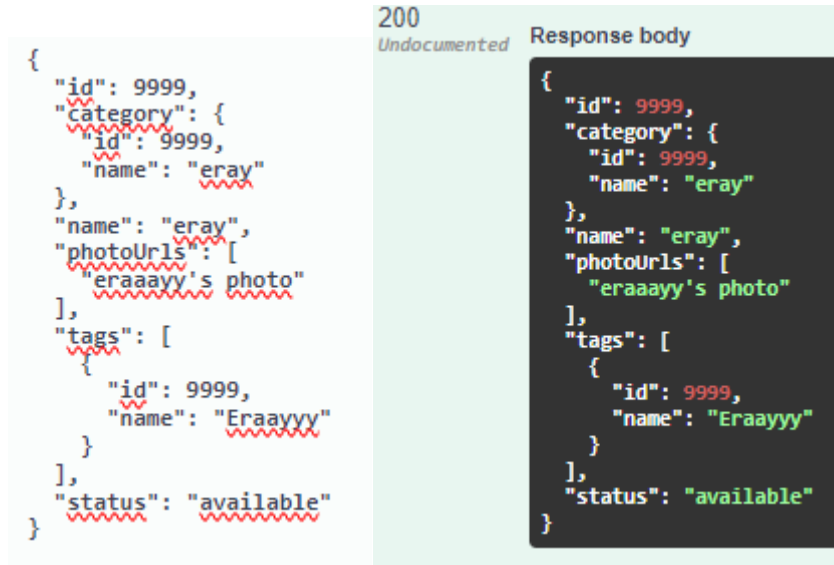 {
  "id": 9999,
  "category": {
    "id": 9999,
    "name": "eray"
  },
  "name": "eray",
  "photoUrls": [
    "eraaayy's photo"
  ],
  "tags": [
    {
      "id": 9999,
      "name": "Eraayyy"
    }
  ],
  "status": "available"
}
200
Undocumented
Response body
{
  "id": 9999,
  "category": {
    "id": 9999,
    "name": "eray"
  },
  "name": "eray",
  "photoUrls": [
    "eraaayy's photo"
  ],
  "tags": [
    {
      "id": 9999,
      "name": "Eraayyy"
    }
  ],
  "status": "available"
}